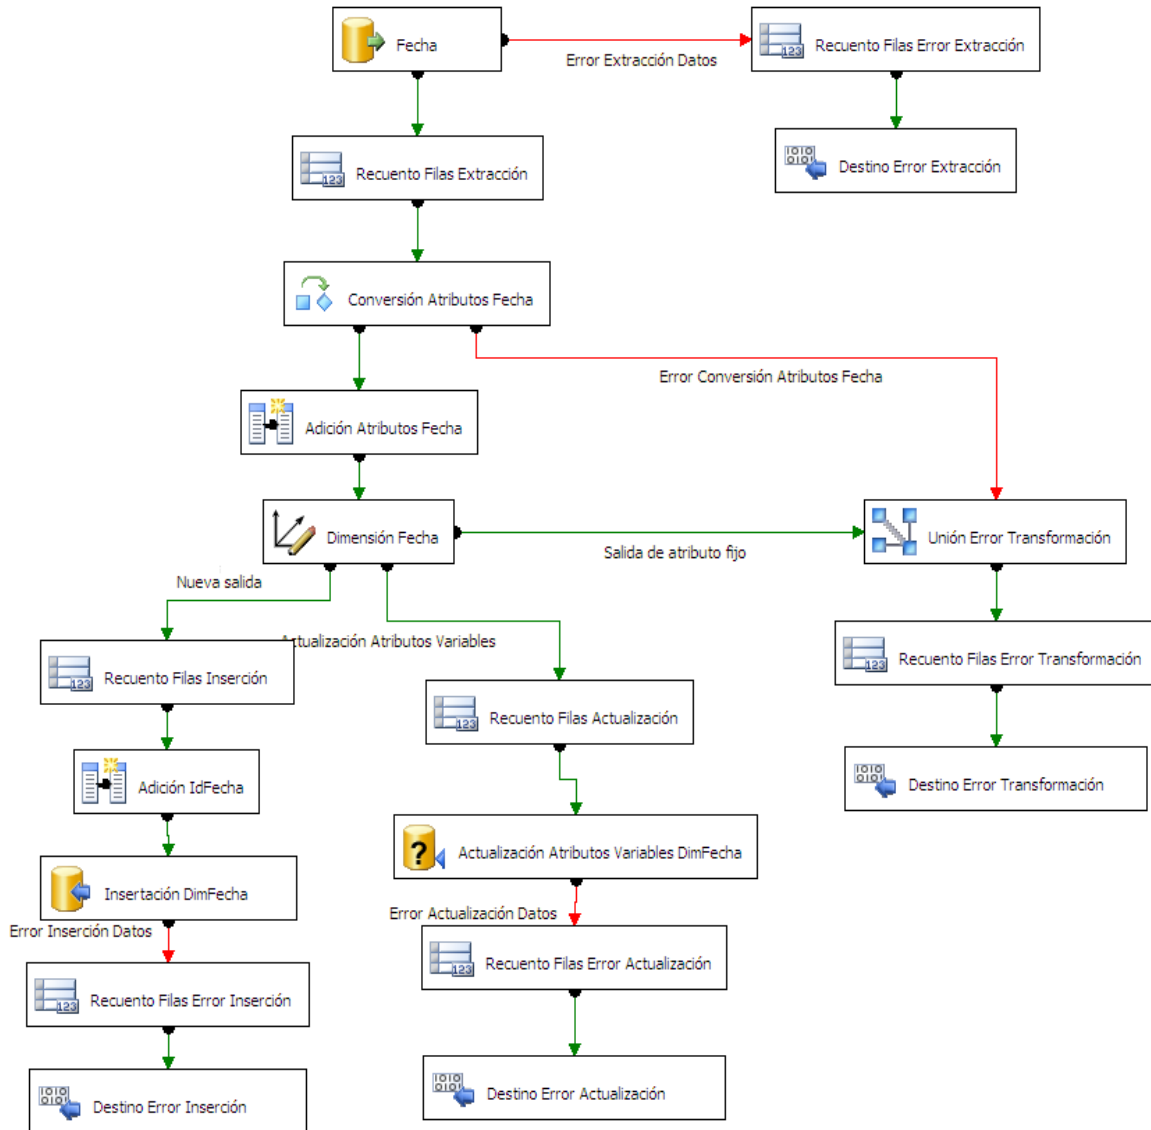 Fecha
Recuento Filas Error Extracción
Error Extracción Datos
Recuento Filas Extracción
Destino Error Extracción
Conversión Atributos Fecha
Error Conversión Atributos Fecha
Adición Atributos Fecha
Dimensión Fecha
Salida de atributo fijo
Unión Error Transformación
Nueva salida
Actualización Atributos Variables
Recuento Filas Inserción
Recuento Filas Error Transformación
Recuento Filas Actualización
Adición IdFecha
Destino Error Transformación
Actualización Atributos Variables DimFecha
Insertación DimFecha
Error Actualización Datos
Error Inserción Datos
Recuento Filas Error Actualización
Recuento Filas Error Inserción
Destino Error Actualización
Destino Error Inserción